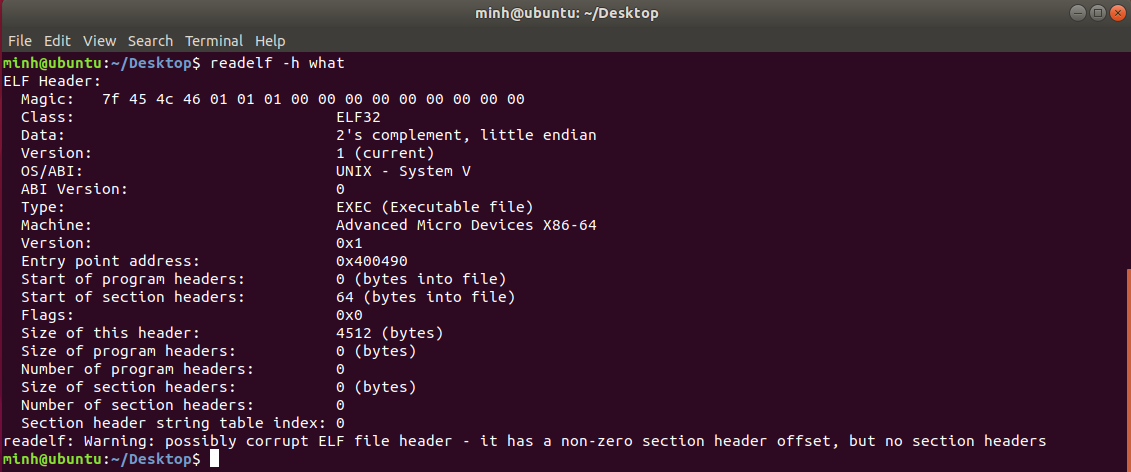 minh@ubuntu: ~/Desktop
File Edit View Search Terminal Help
minh@ubuntu:~/Desktop$ readelf -h what
ELF Header:
  Magic:   7f 45 4c 46 01 01 01 00 00 00 00 00 00 00 00 00
  Class:                             ELF32
  Data:                              2's complement, little endian
  Version:                           1 (current)
  OS/ABI:                            UNIX - System V
  ABI Version:                       0
  Type:                              EXEC (Executable file)
  Machine:                           Advanced Micro Devices X86-64
  Version:                           0x1
  Entry point address:               0x400490
  Start of program headers:          0 (bytes into file)
  Start of section headers:          64 (bytes into file)
  Flags:                             0x0
  Size of this header:               4512 (bytes)
  Size of program headers:           0 (bytes)
  Number of program headers:         0
  Size of section headers:           0 (bytes)
  Number of section headers:         0
  Section header string table index: 0
readelf: Warning: possibly corrupt ELF file header - it has a non-zero section header offset, but no section headers
minh@ubuntu:~/Desktop$